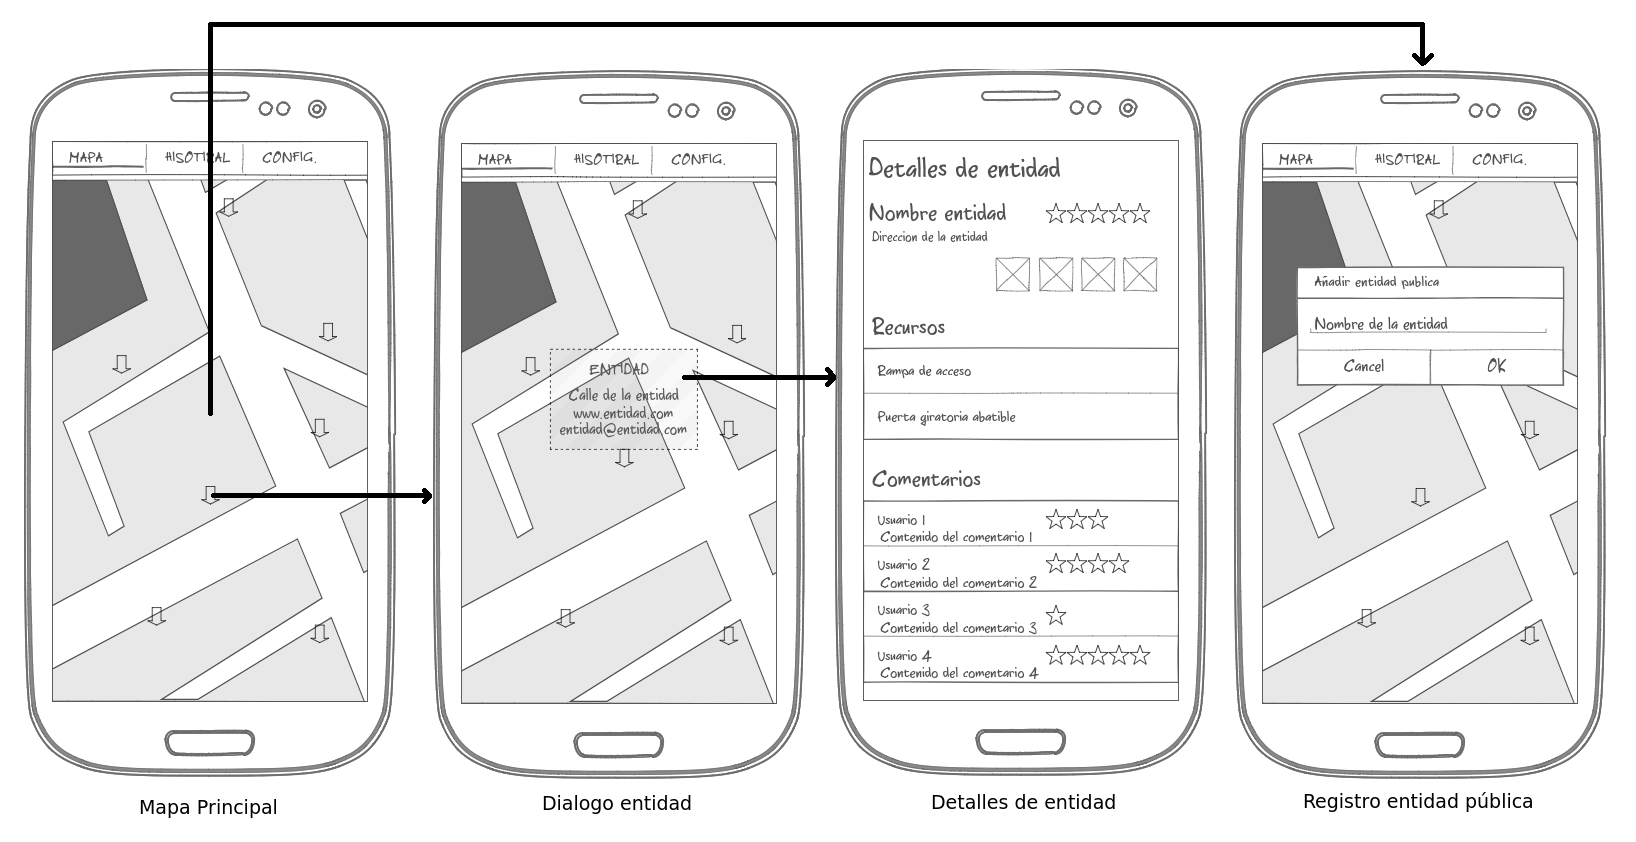 MAPA HISOTIRAL CONFIG.
Mapa Principal
MAPA HISOTIRAL CONFIG.
ENTIDAD
Calle de la entidad
www.entidad.com
entidad@entidad.com
Dialogo entidad
Detalles de entidad
Nombre entidad
Direccion de la entidad
Recursos
Rampa de acceso
Puerta giratoria abatible
Comentarios
Usuario 1
Contenido del comentario 1
Usuario 2
Contenido del comentario 2
Usuario 3
Contenido del comentario 3
Usuario 4
Contenido del comentario 4
Detalles de entidad
MAPA HISOTIRAL CONFIG.
Añadir entidad publica
Nombre de la entidad
Cancel OK
Registro entidad pública